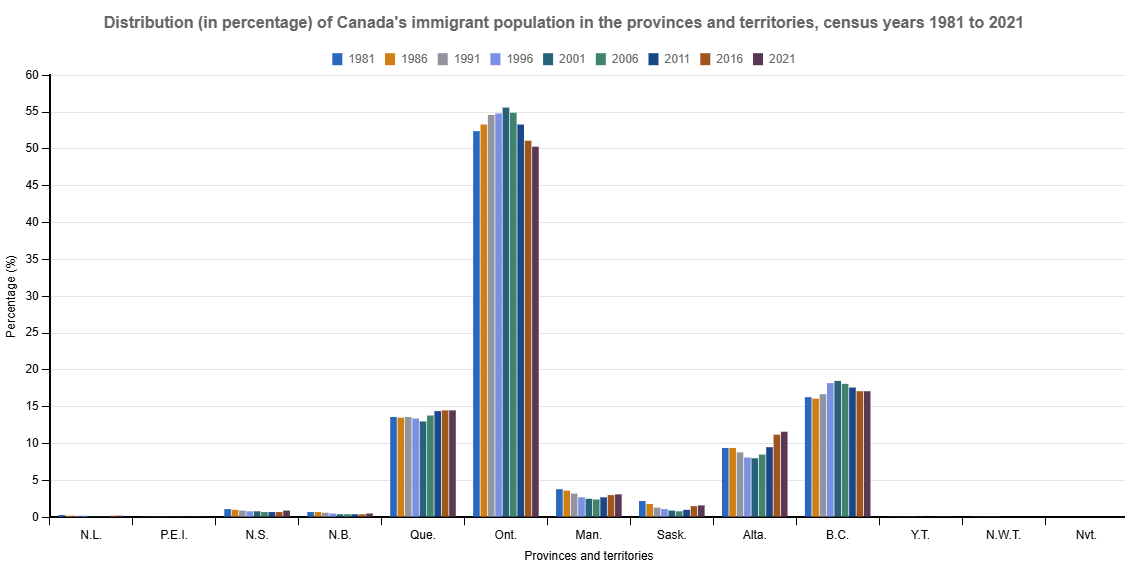 Distribution (in percentage) of Canada's immigrant population in the provinces and territories, census years 1981 to 2021
1981 1986 1991 1996 2001 2006 2011 2016 2021
60
55
50
45
40
35
30
25
20
15
10
5
0
Percentage (%)
N.L. P.E.I. N.S. N.B. Que. Ont. Man. Sask. Alta. B.C. Y.T. N.W.T. Nvt.
Provinces and territories